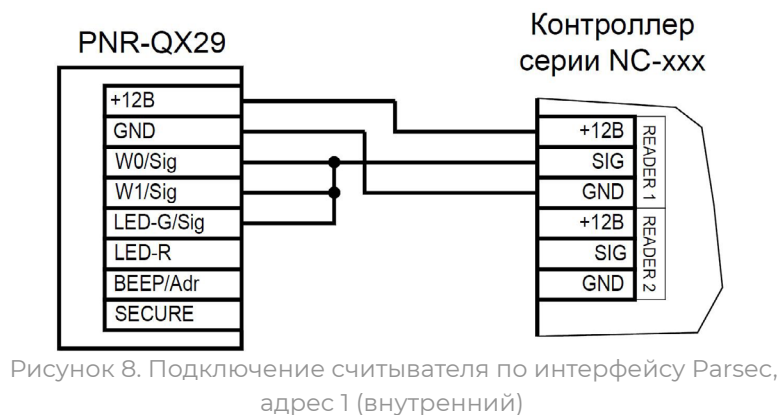 PNR-QX29
+12В
GND
W0/Sig
W1/Sig
LED-G/Sig
LED-R
BEEP/Adr
SECURE
Контроллер
серии NC-xxx
+12В
SIG
GND
READER 1
+12В
SIG
GND
READER 2
Рисунок 8. Подключение считывателя по интерфейсу Parsec,
адрес 1 (внутренний)